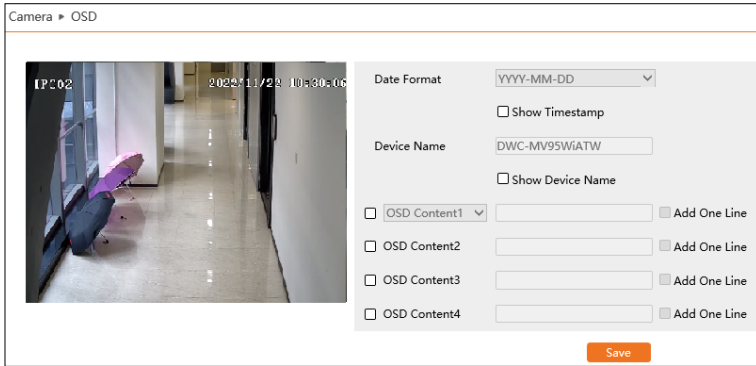 Camera ▸ OSD
IPC02 2022/11/22 10:30:06
Date Format YYYY-MM-DD
Show Timestamp
Device Name DWC-MV95WiATW
Show Device Name
OSD Content1 Add One Line
OSD Content2 Add One Line
OSD Content3 Add One Line
OSD Content4 Add One Line
Save